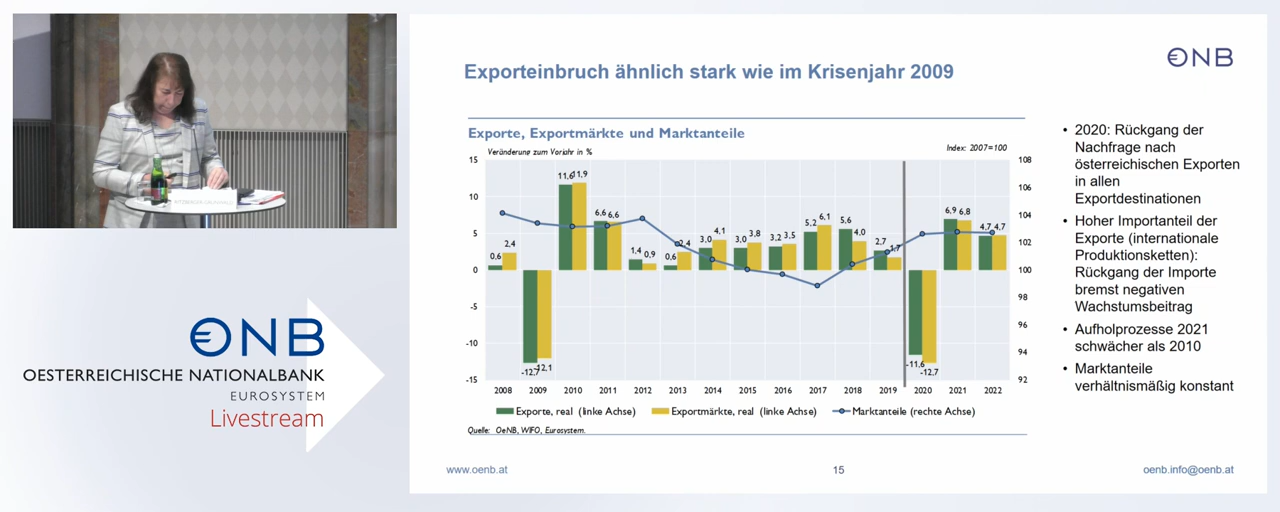 €NB
OESTERREICHISCHE NATIONALBANK
EUROSYSTEM
Livestream
Exporteinbruch ähnlich stark wie im Krisenjahr 2009
€NB
Exporte, Exportmärkte und Marktanteile
Veränderung zum Vorjahr in %
Index: 2007=100
15
10
5
0
-5
-10
-15
108
106
104
102
100
98
96
94
92
0,6 2,4
-12,7 -12,1
11,6 11,9
6,6 6,6
1,4 0,9
0,6 2,4
3,0 4,1
3,0 3,8
3,2 3,5
5,2 6,1
5,6 4,0
2,7 1,7
-11,6 -12,7
6,9 6,8
4,7 4,7
2008 2009 2010 2011 2012 2013 2014 2015 2016 2017 2018 2019 2020 2021 2022
Exporte, real (linke Achse) Exportmärkte, real (linke Achse) Marktanteile (rechte Achse)
Quelle: OeNB, WIFO, Eurosystem.
• 2020: Rückgang der
Nachfrage nach
österreichischen Exporten
in allen
Exportdestinationen
• Hoher Importanteil der
Exporte (internationale
Produktionsketten):
Rückgang der Importe
bremst negativen
Wachstumsbeitrag
• Aufholprozesse 2021
schwächer als 2010
• Marktanteile
verhältnismäßig konstant
www.oenb.at
15
oenb.info@oenb.at